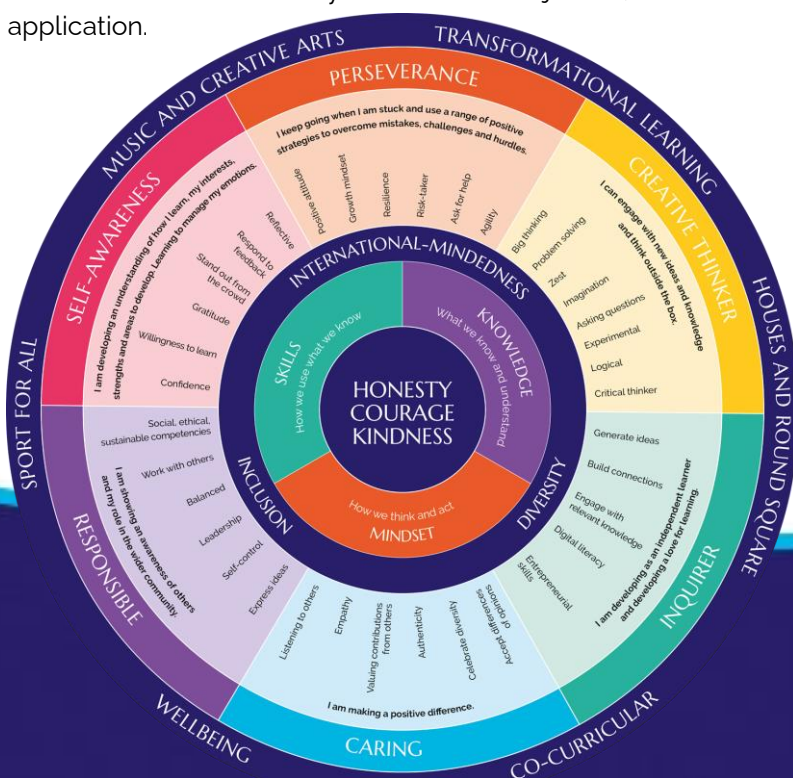 application.
MUSIC AND CREATIVE ARTS
TRANSFORMATIONAL LEARNING
HOUSES AND ROUND SQUARE
CO-CURRICULAR
WELLBEING
SPORT FOR ALL
PERSEVERANCE
I keep going when I am stuck and use a range of positive
strategies to overcome mistakes, challenges and hurdles.
Positive attitude
Growth mindset
Resilience
Risk-taker
Ask for help
Agility
CREATIVE THINKER
I can engage with new ideas and knowledge
and think outside the box.
Big thinking
Problem solving
Zest
Imagination
Asking questions
Experimental
Logical
Critical thinker
INQUIRER
I am developing as an independent learner
and developing a love for learning.
Generate ideas
Build connections
Engage with
relevant knowledge
Digital literacy
Entrepreneurial
skills
CARING
I am making a positive difference.
Listening to others
Empathy
Valuing contributions
from others
Authenticity
Celebrate diversity
Accept differences
of opinions
RESPONSIBLE
I am showing an awareness of others
and my role in the wider community.
Social, ethical,
sustainable competencies
Work with others
Balanced
Leadership
Self-control
Express ideas
SELF-AWARENESS
I am developing an understanding of how I learn, my interests,
strengths and areas to develop. Learning to manage my emotions.
Reflective
Respond to
feedback
Stand out from
the crowd
Gratitude
Willingness to learn
Confidence
INTERNATIONAL-MINDEDNESS
DIVERSITY
INCLUSION
SKILLS
How we use what we know
KNOWLEDGE
What we know and understand
How we think and act
MINDSET
HONESTY
COURAGE
KINDNESS